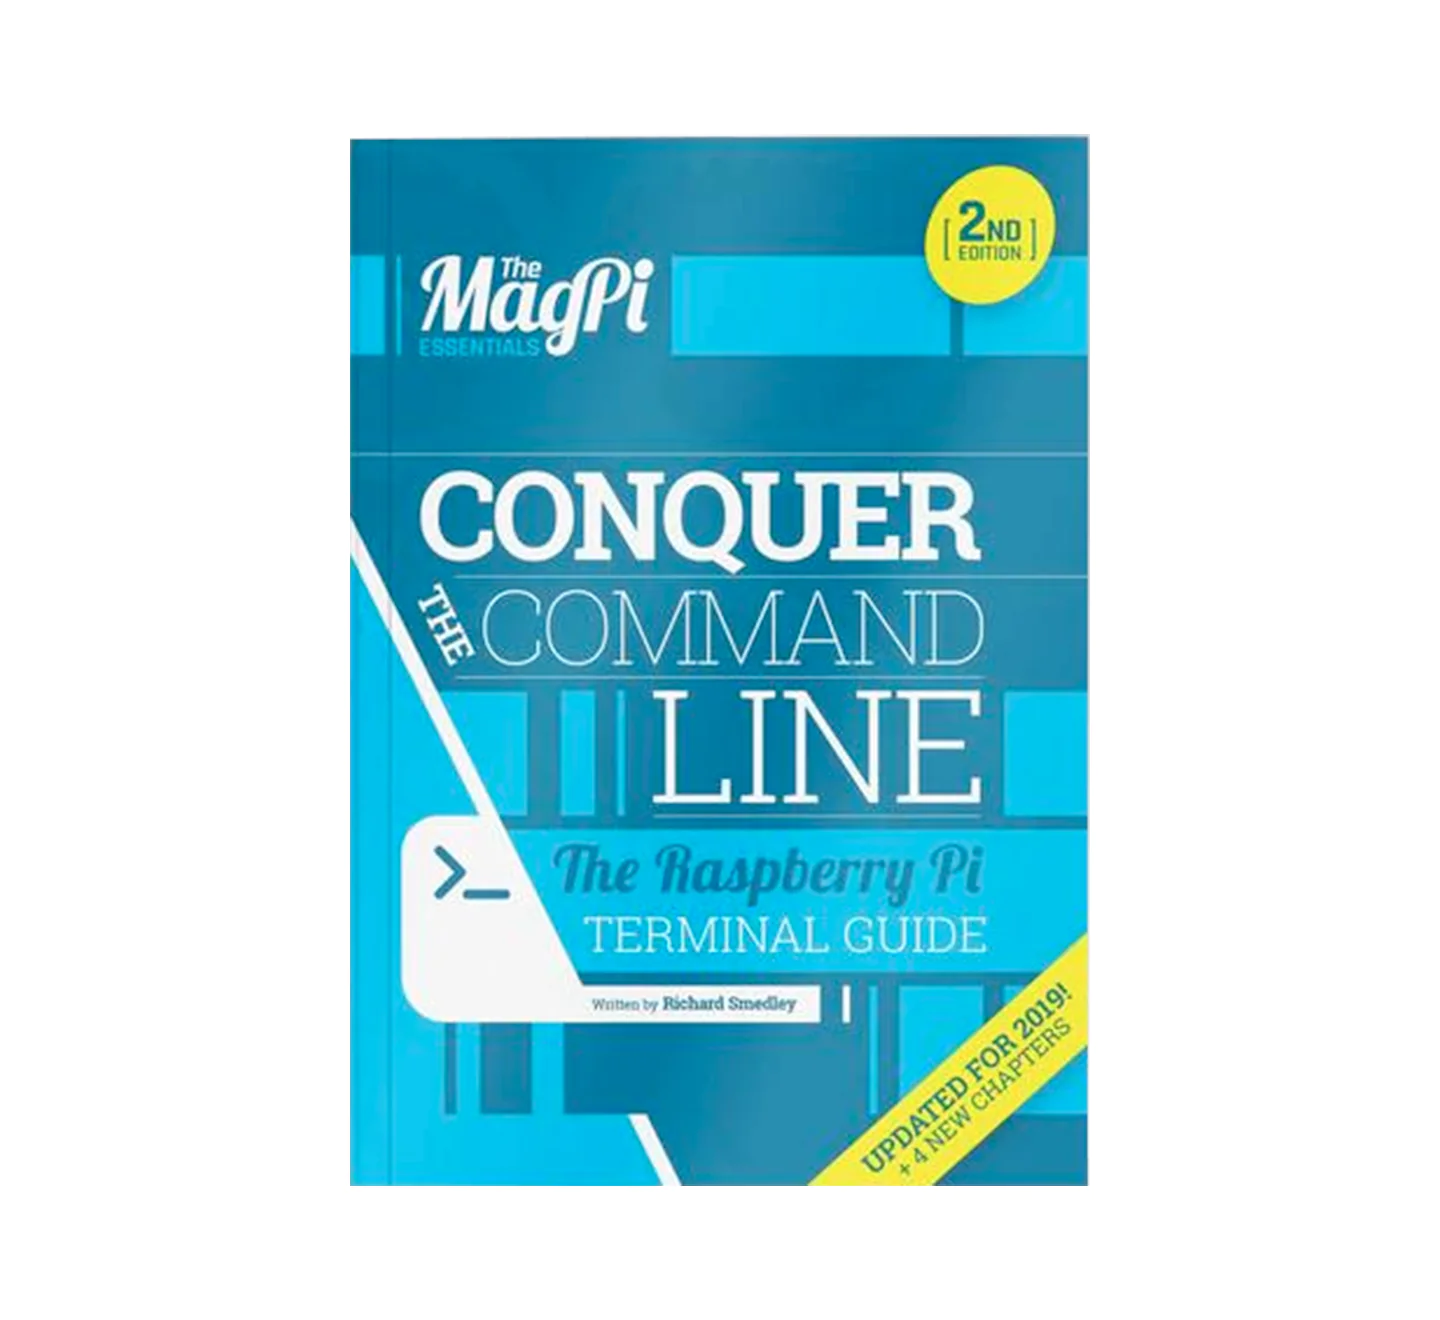 [2ND
EDITION]
The
MagPi
ESSENTIALS
CONQUER
THE COMMAND
LINE
>_
The Raspberry Pi
TERMINAL GUIDE
Written by Richard Smedley
UPDATED FOR 2019!
+ 4 NEW CHAPTERS